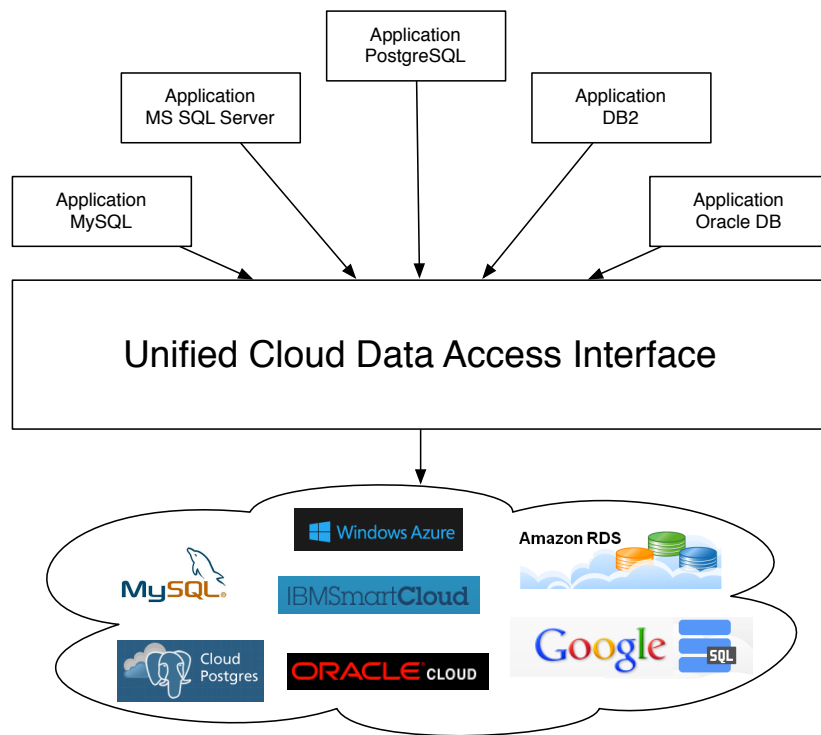 Application
PostgreSQL
Application
MS SQL Server
Application
DB2
Application
MySQL
Application
Oracle DB
Unified Cloud Data Access Interface
Windows Azure
Amazon RDS
MySQL®
IBMSmartCloud
Cloud
Postgres
ORACLE® CLOUD
Google
SQL